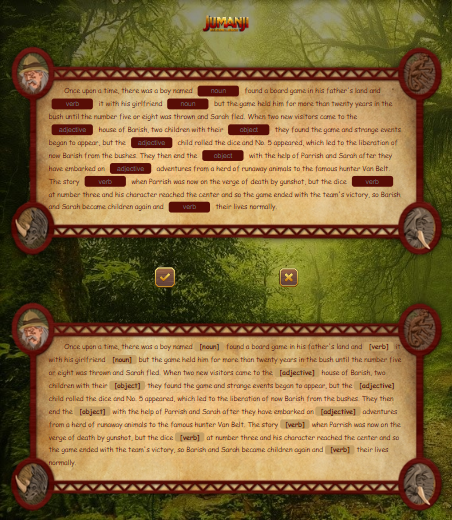 JUMANJI
Once upon a time, there was a boy named noun found a board game in his father's land and
verb it with his girlfriend noun but the game held him for more than twenty years in the
bush until the number five or eight was thrown and Sarah fled. When two new visitors came to the
adjective house of Barish, two children with their object they found the game and strange events
began to appear, but the adjective child rolled the dice and No. 5 appeared, which led to the liberation of
now Barish from the bushes. They then end the object with the help of Parrish and Sarah after they
have embarked on adjective adventures from a herd of runaway animals to the famous hunter Van Belt.
The story verb when Parrish was now on the verge of death by gunshot, but the dice verb
at number three and his character reached the center and so the game ended with the team's victory, so Barish
and Sarah became children again and verb their lives normally.
Once upon a time, there was a boy named [noun] found a board game in his father's land and [verb] it
with his girlfriend [noun] but the game held him for more than twenty years in the bush until the number five
or eight was thrown and Sarah fled. When two new visitors came to the [adjective] house of Barish, two
children with their [object] they found the game and strange events began to appear, but the [adjective]
child rolled the dice and No. 5 appeared, which led to the liberation of now Barish from the bushes. They then
end the [object] with the help of Parrish and Sarah after they have embarked on [adjective] adventures
from a herd of runaway animals to the famous hunter Van Belt. The story [verb] when Parrish was now on the
verge of death by gunshot, but the dice [verb] at number three and his character reached the center and so
the game ended with the team's victory, so Barish and Sarah became children again and [verb] their lives
normally.